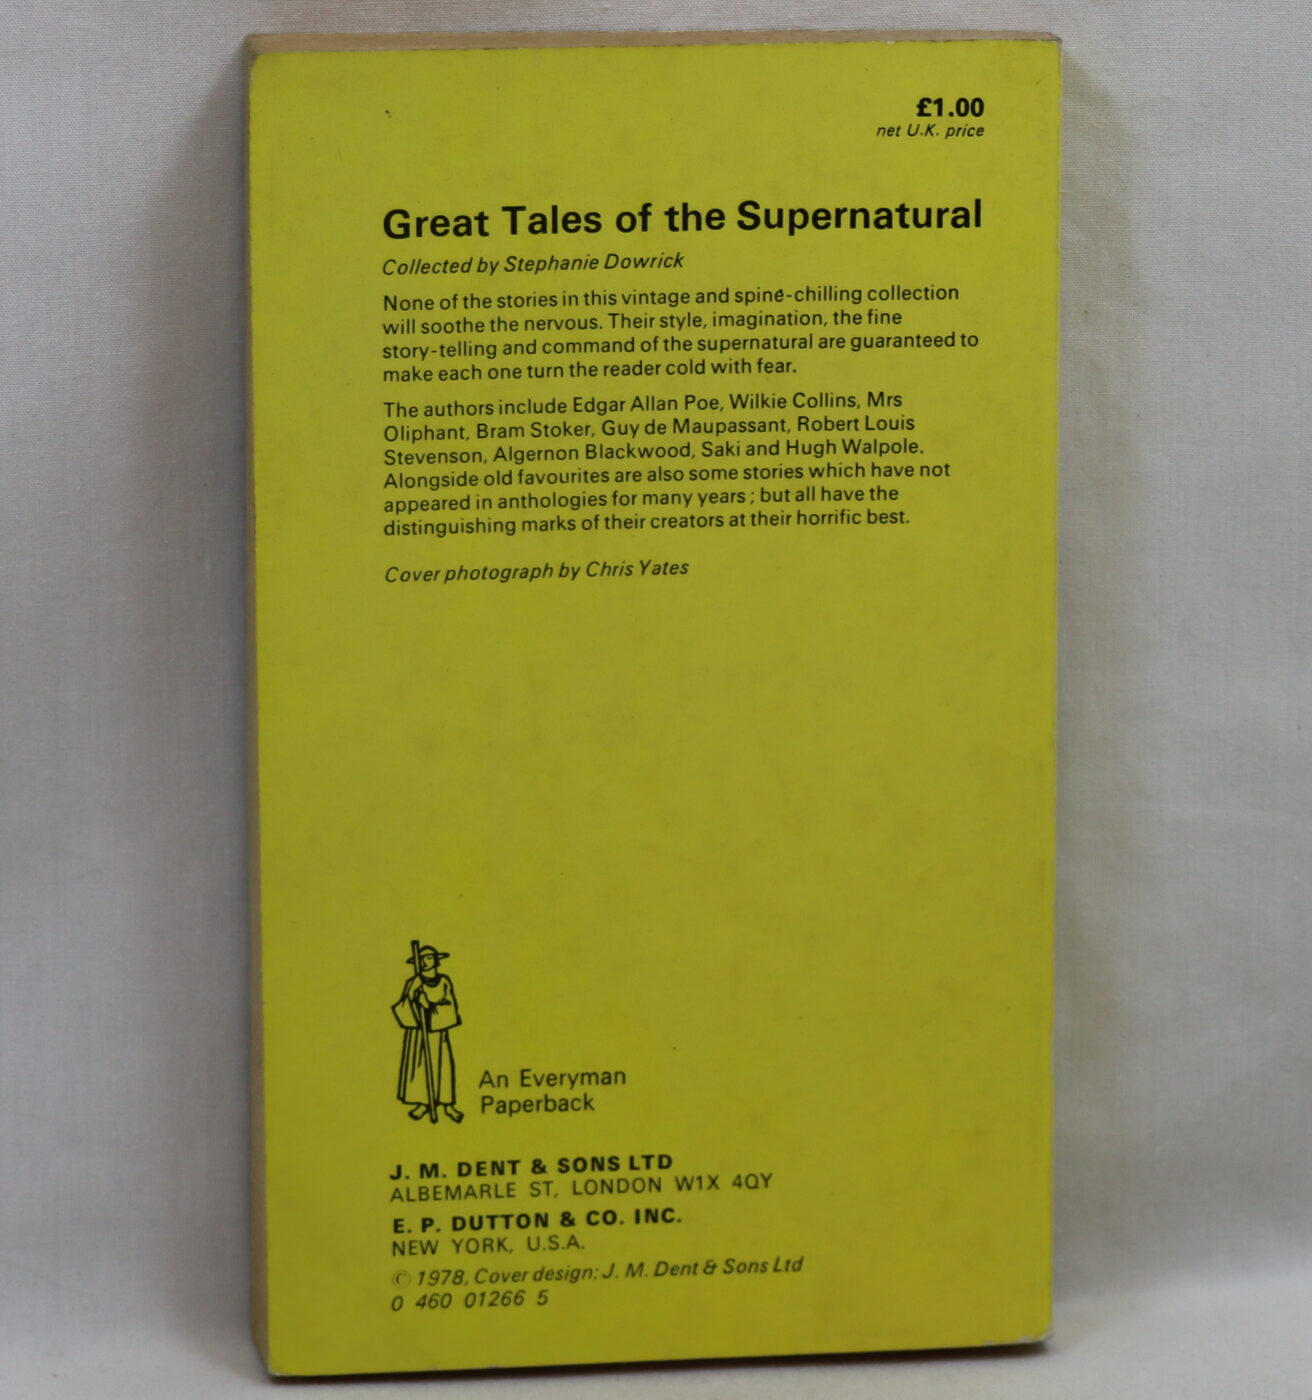 £1.00
net U.K. price
Great Tales of the Supernatural
Collected by Stephanie Dowrick
None of the stories in this vintage and spine-chilling collection
will soothe the nervous. Their style, imagination, the fine
story-telling and command of the supernatural are guaranteed to
make each one turn the reader cold with fear.
The authors include Edgar Allan Poe, Wilkie Collins, Mrs
Oliphant, Bram Stoker, Guy de Maupassant, Robert Louis
Stevenson, Algernon Blackwood, Saki and Hugh Walpole.
Alongside old favourites are also some stories which have not
appeared in anthologies for many years; but all have the
distinguishing marks of their creators at their horrific best.
Cover photograph by Chris Yates
An Everyman
Paperback
J. M. DENT & SONS LTD
ALBEMARLE ST, LONDON W1X 4QY
E. P. DUTTON & CO. INC.
NEW YORK, U.S.A.
© 1978, Cover design: J. M. Dent & Sons Ltd
0 460 01266 5